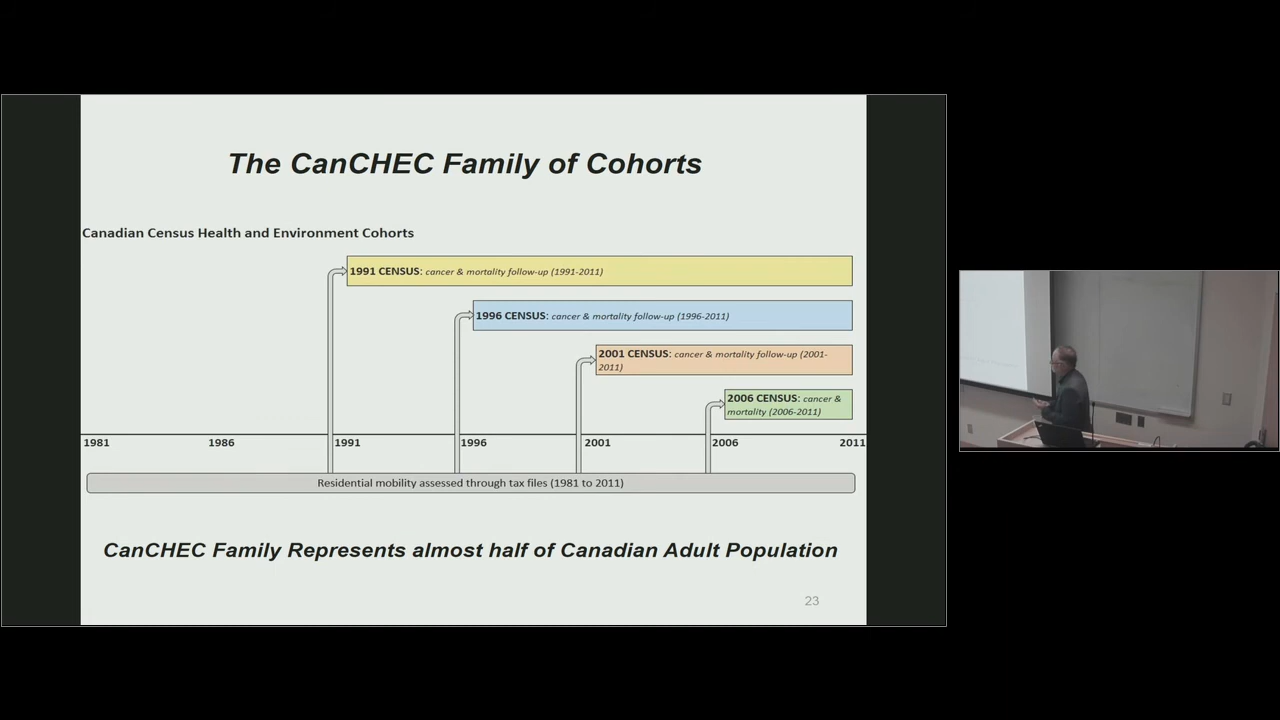 The CanCHEC Family of Cohorts
Canadian Census Health and Environment Cohorts
1991 CENSUS: cancer & mortality follow-up (1991-2011)
1996 CENSUS: cancer & mortality follow-up (1996-2011)
2001 CENSUS: cancer & mortality follow-up (2001-
2011)
2006 CENSUS: cancer &
mortality (2006-2011)
1981 1986 1991 1996 2001 2006 2011
Residential mobility assessed through tax files (1981 to 2011)
CanCHEC Family Represents almost half of Canadian Adult Population
23